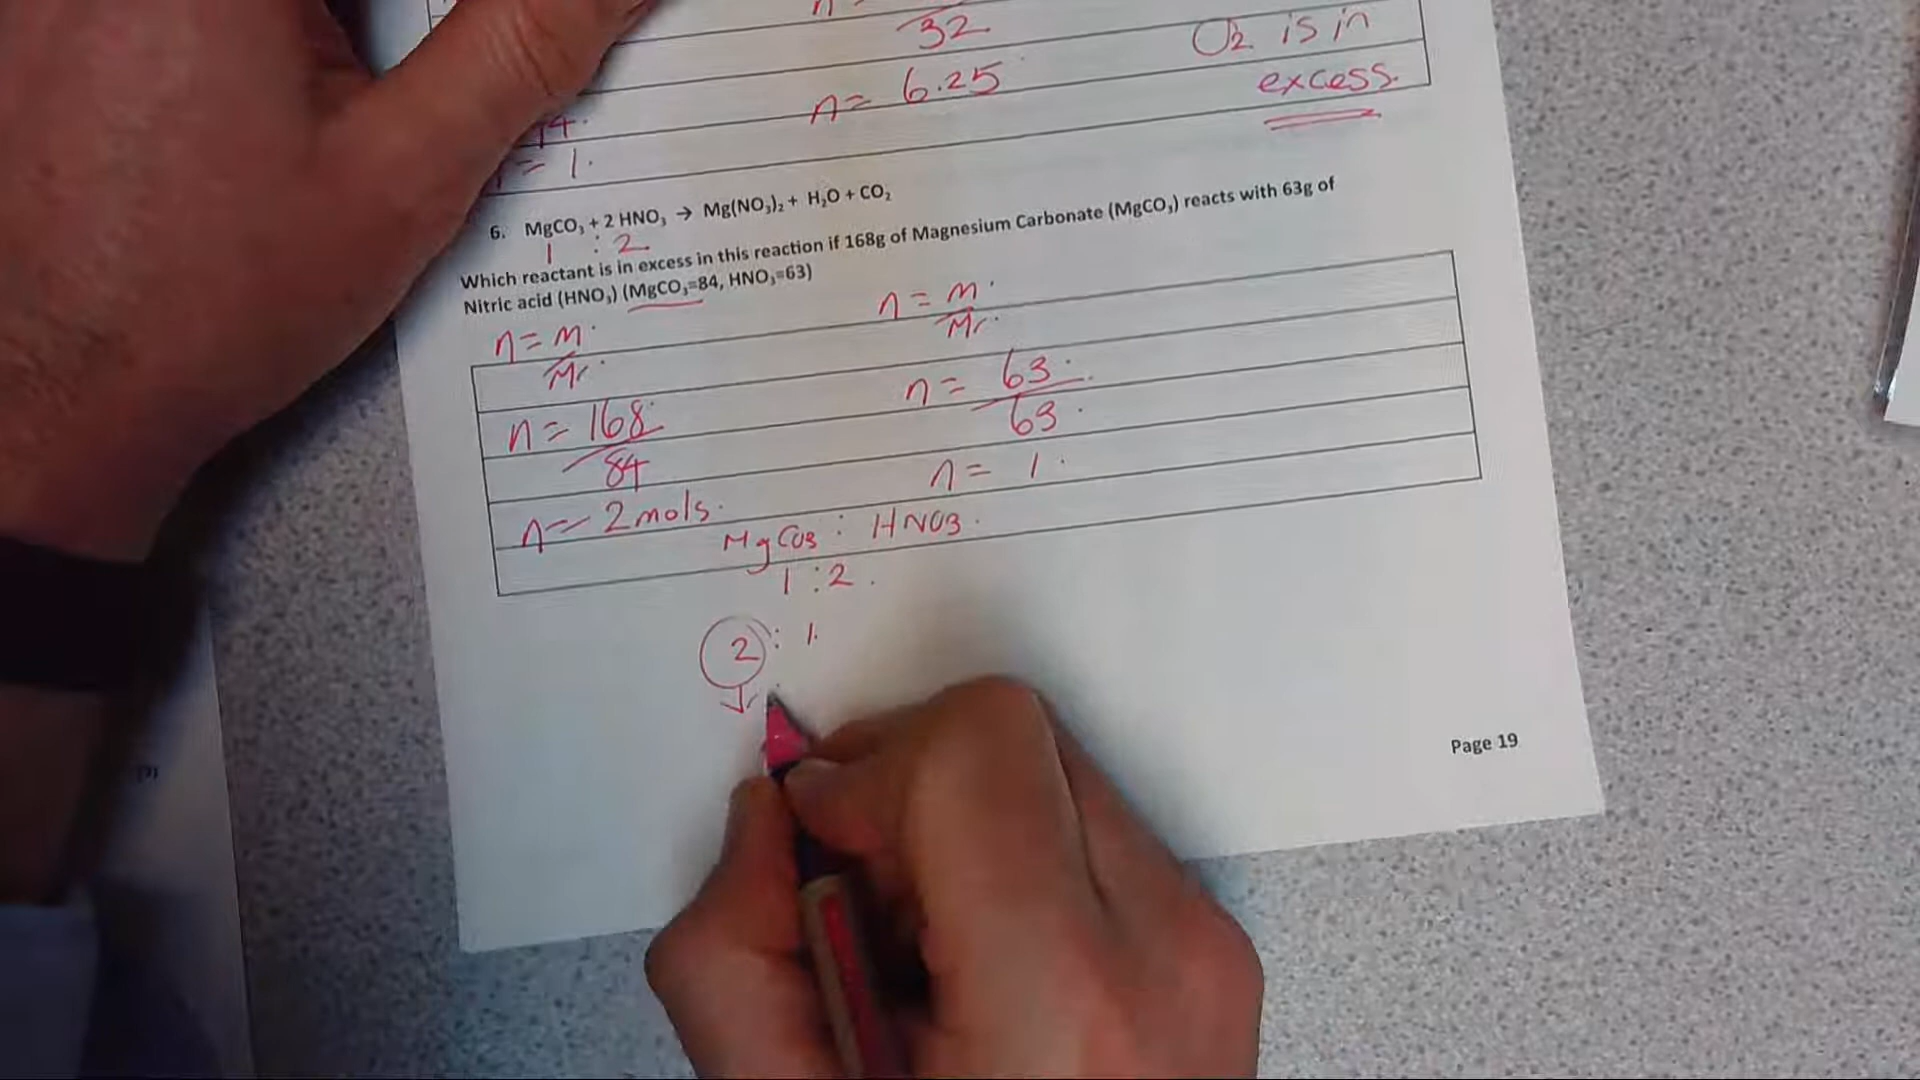 32
O2 is in
n= 6.25
excess.
= 1.
6. MgCO₃ + 2 HNO₃ → Mg(NO₃)₂ + H₂O + CO₂
1 : 2
Which reactant is in excess in this reaction if 168g of Magnesium Carbonate (MgCO₃) reacts with 63g of
Nitric acid (HNO₃) (MgCO₃=84, HNO₃=63)
n = m
Mr
n = m
Mr
n = 168
84
n = 63
63
n = 2 mols.
n = 1.
MgCO3 : HNO3.
1 : 2.
2 : 1.
Page 19